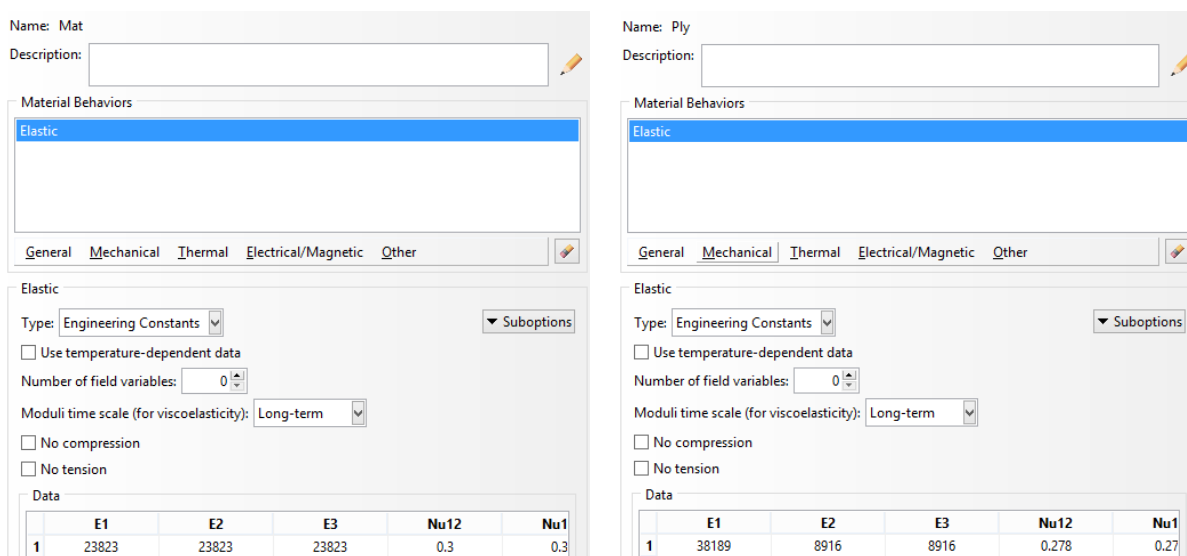 Name: Mat
Description:
Material Behaviors
Elastic
General Mechanical Thermal Electrical/Magnetic Other
Elastic
Type: Engineering Constants
Suboptions
Use temperature-dependent data
Number of field variables: 0
Moduli time scale (for viscoelasticity): Long-term
No compression
No tension
Data
E1 E2 E3 Nu12 Nu1
1 23823 23823 23823 0.3 0.3
Name: Ply
Description:
Material Behaviors
Elastic
General Mechanical Thermal Electrical/Magnetic Other
Elastic
Type: Engineering Constants
Suboptions
Use temperature-dependent data
Number of field variables: 0
Moduli time scale (for viscoelasticity): Long-term
No compression
No tension
Data
E1 E2 E3 Nu12 Nu1
1 38189 8916 8916 0.278 0.27